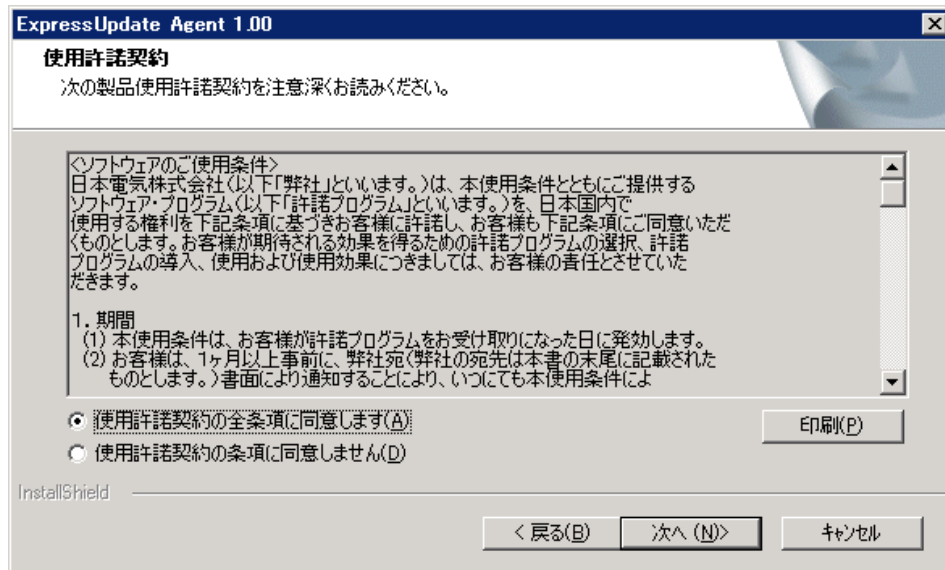 ExpressUpdate Agent 1.00
使用許諾契約
次の製品使用許諾契約を注意深くお読みください。
<ソフトウェアのご使用条件>
日本電気株式会社(以下「弊社」といいます。)は、本使用条件とともにご提供する
ソフトウェア・プログラム(以下「許諾プログラム」といいます。)を、日本国内で
使用する権利を下記条項に基づきお客様に許諾し、お客様も下記条項にご同意いただ
くものとします。お客様が期待される効果を得るための許諾プログラムの選択、許諾
プログラムの導入、使用および使用効果につきましては、お客様の責任とさせていた
だきます。
1. 期間
(1) 本使用条件は、お客様が許諾プログラムをお受け取りになった日に発効します。
(2) お客様は、1ヶ月以上事前に、弊社宛(弊社の宛先は本書の末尾に記載された
ものとします。)書面により通知することにより、いつにても本使用条件によ
使用許諾契約の全条項に同意します(A)
印刷(P)
使用許諾契約の条項に同意しません(D)
InstallShield
< 戻る(B)
次へ (N)>
キャンセル